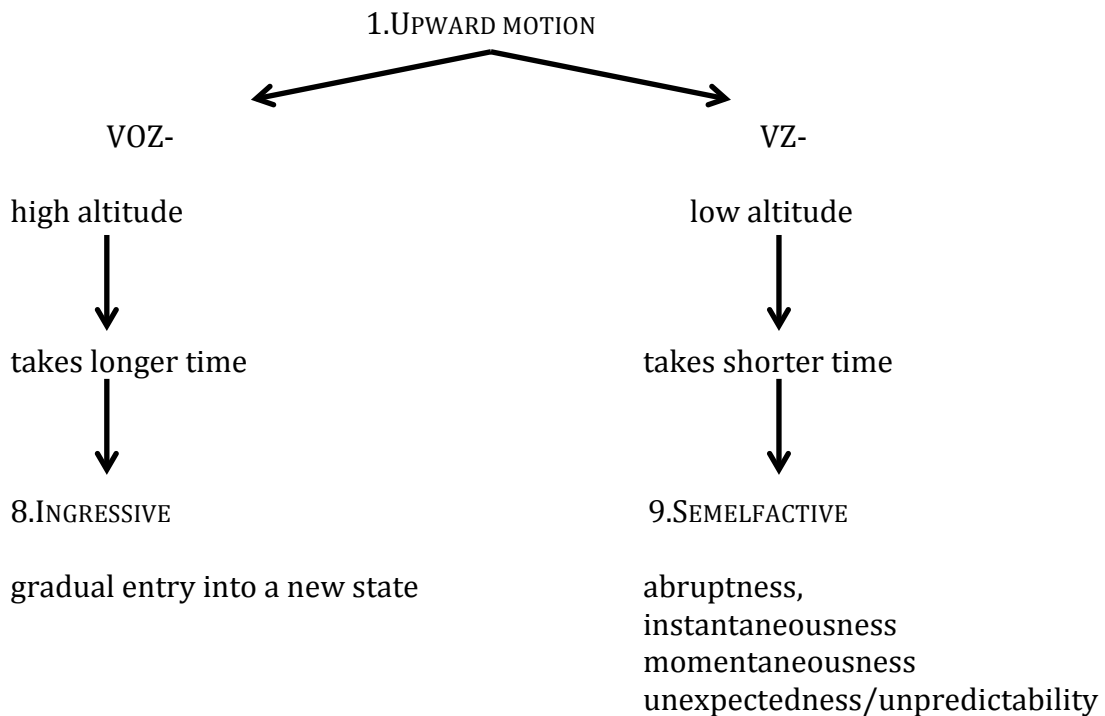 1.UPWARD MOTION
VOZ-
VZ-
high altitude
low altitude
takes longer time
takes shorter time
8.INGRESSIVE
9.SEMELFACTIVE
gradual entry into a new state
abruptness,
instantaneousness
momentaneousness
unexpectedness/unpredictability